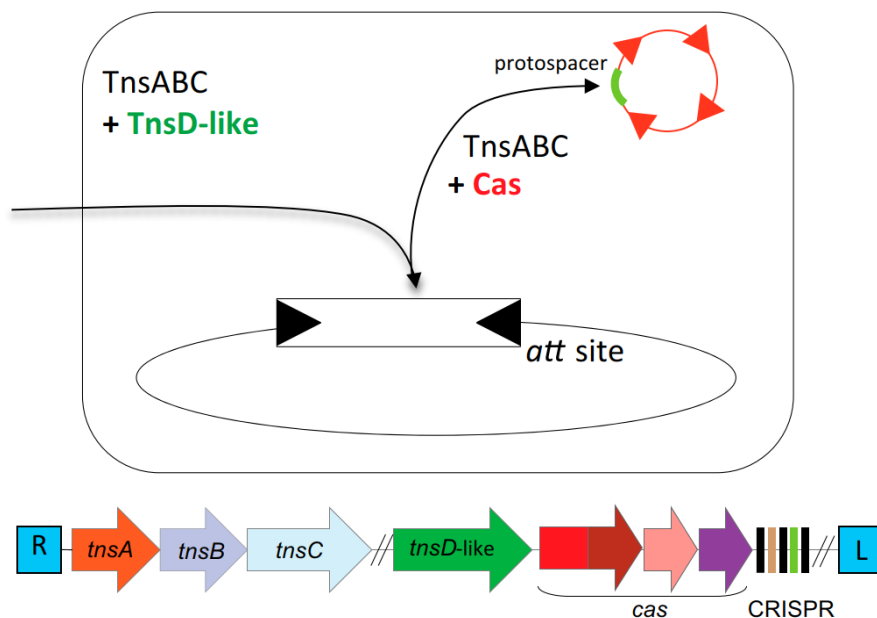 TnsABC
+ TnsD-like
protospacer
TnsABC
+ Cas
att site
R
tnsA
tnsB
tnsC
tnsD-like
L
cas
CRISPR